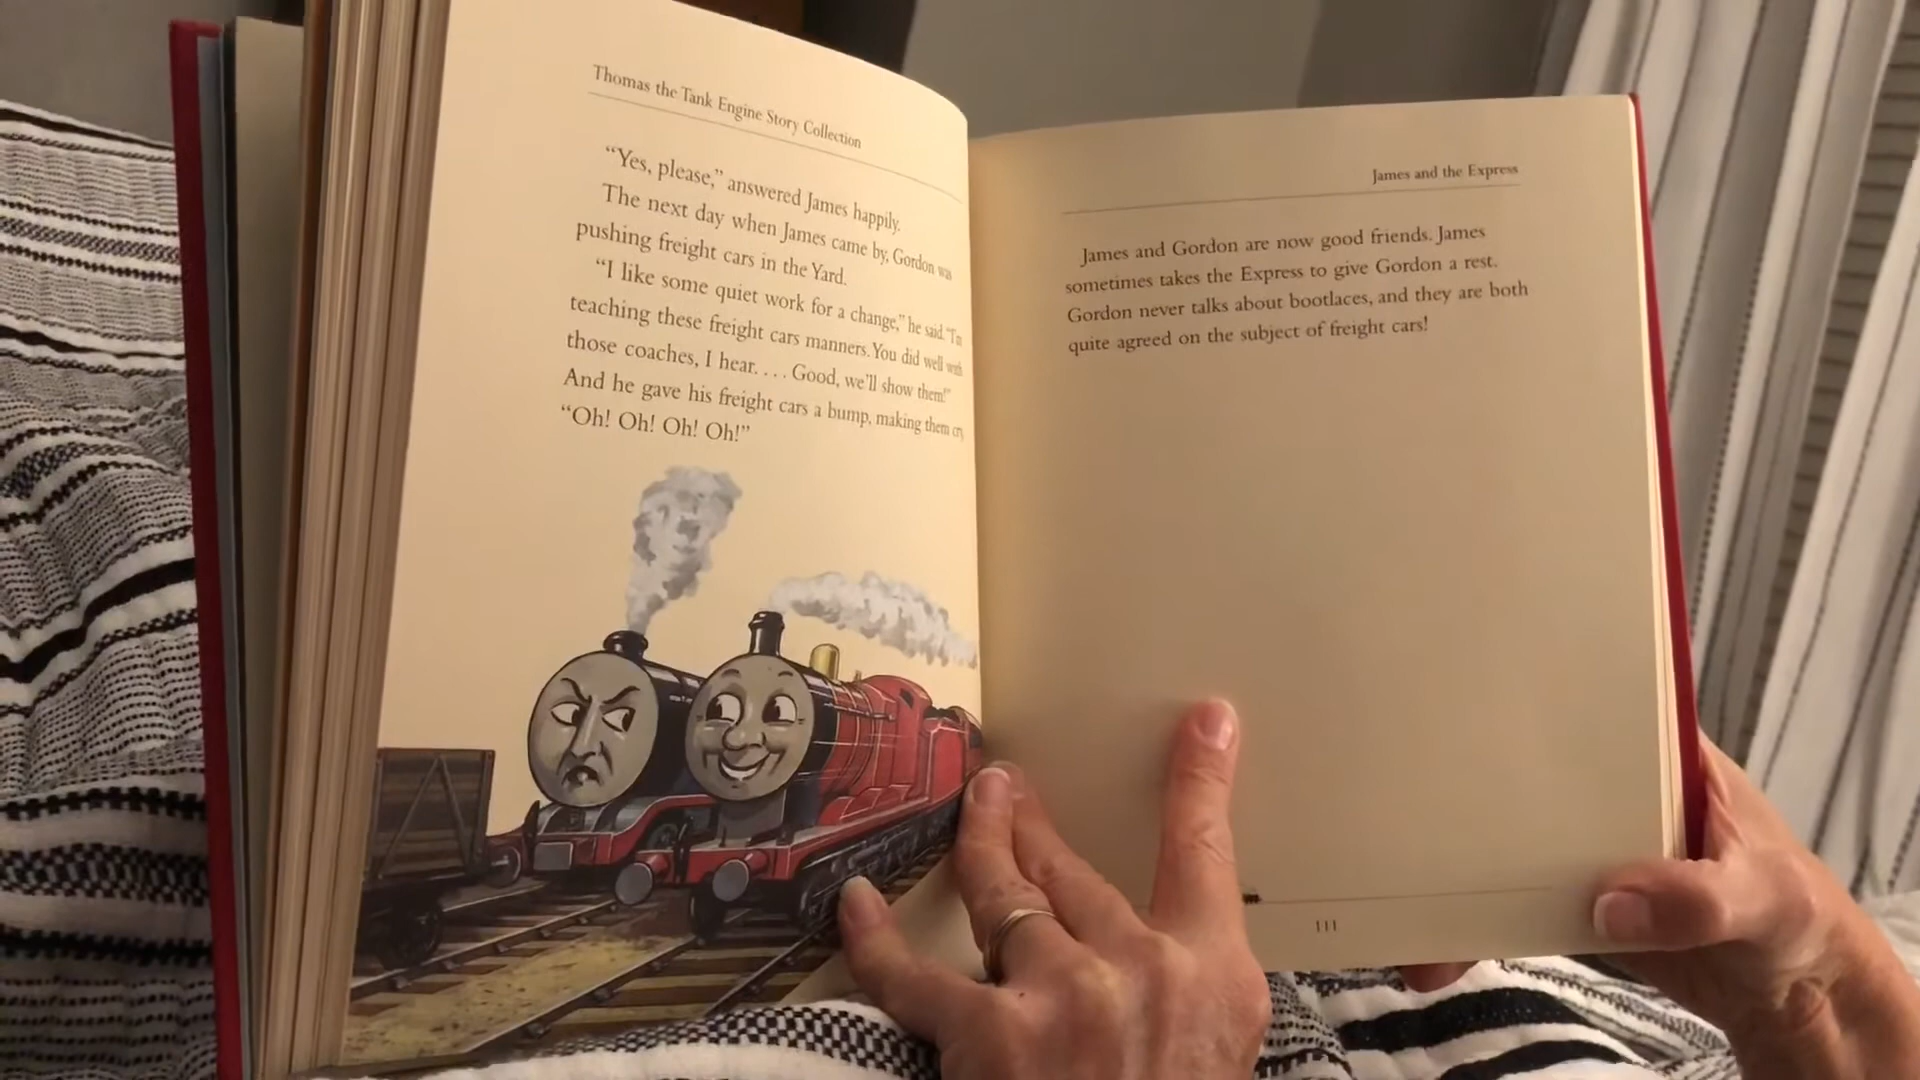 Thomas the Tank Engine Story Collection
“Yes, please,” answered James happily.
The next day when James came by, Gordon was
pushing freight cars in the Yard.
“I like some quiet work for a change,” he said. “I'm
teaching these freight cars manners. You did well with
those coaches, I hear. . . . Good, we'll show them!”
And he gave his freight cars a bump, making them cry,
“Oh! Oh! Oh! Oh!”
James and the Express
James and Gordon are now good friends. James
sometimes takes the Express to give Gordon a rest.
Gordon never talks about bootlaces, and they are both
quite agreed on the subject of freight cars!
111